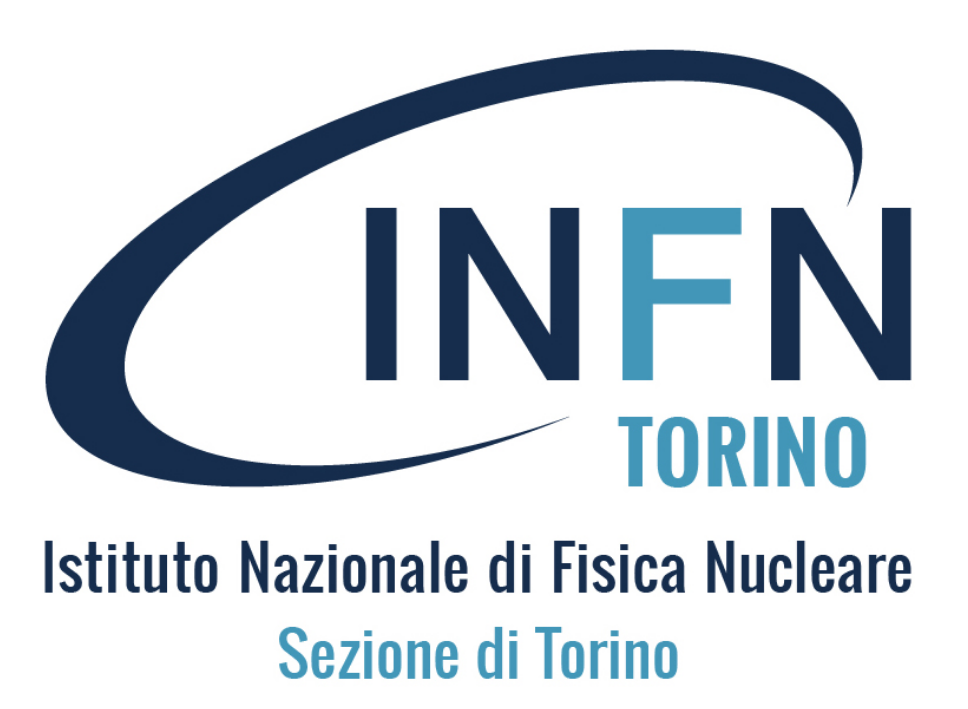 INFN
TORINO
Istituto Nazionale di Fisica Nucleare
Sezione di Torino